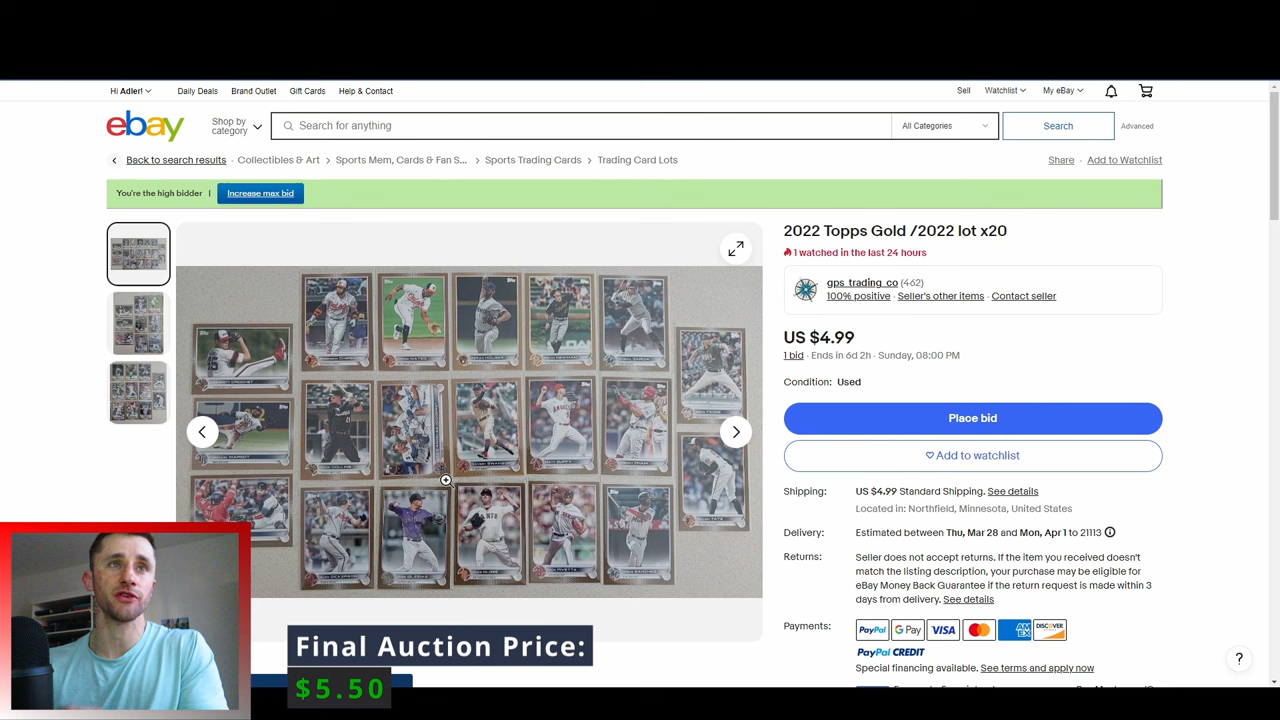 Hi Adler!
Daily Deals
Brand Outlet
Gift Cards
Help & Contact
Sell
Watchlist
My eBay
ebay
Shop by
category
Search for anything
All Categories
Search
Advanced
Back to search results
Collectibles & Art
Sports Mem, Cards & Fan S...
Sports Trading Cards
Trading Card Lots
Share
Add to Watchlist
You're the high bidder | Increase max bid
2022 Topps Gold /2022 lot x20
1 watched in the last 24 hours
gps_trading_co (462)
100% positive · Seller's other items · Contact seller
US $4.99
1 bid · Ends in 6d 2h · Sunday, 08:00 PM
Condition: Used
Place bid
Add to watchlist
Shipping: US $4.99 Standard Shipping. See details
Located in: Northfield, Minnesota, United States
Delivery: Estimated between Thu, Mar 28 and Mon, Apr 1 to 21113
Returns: Seller does not accept returns. If the item you received doesn't
match the listing description, your purchase may be eligible for
eBay Money Back Guarantee if the return request is made within 3
days from delivery. See details
Payments: PayPal G Pay VISA MasterCard AM EX DISCOVER
PayPal CREDIT
Special financing available. See terms and apply now
Final Auction Price:
$5.50